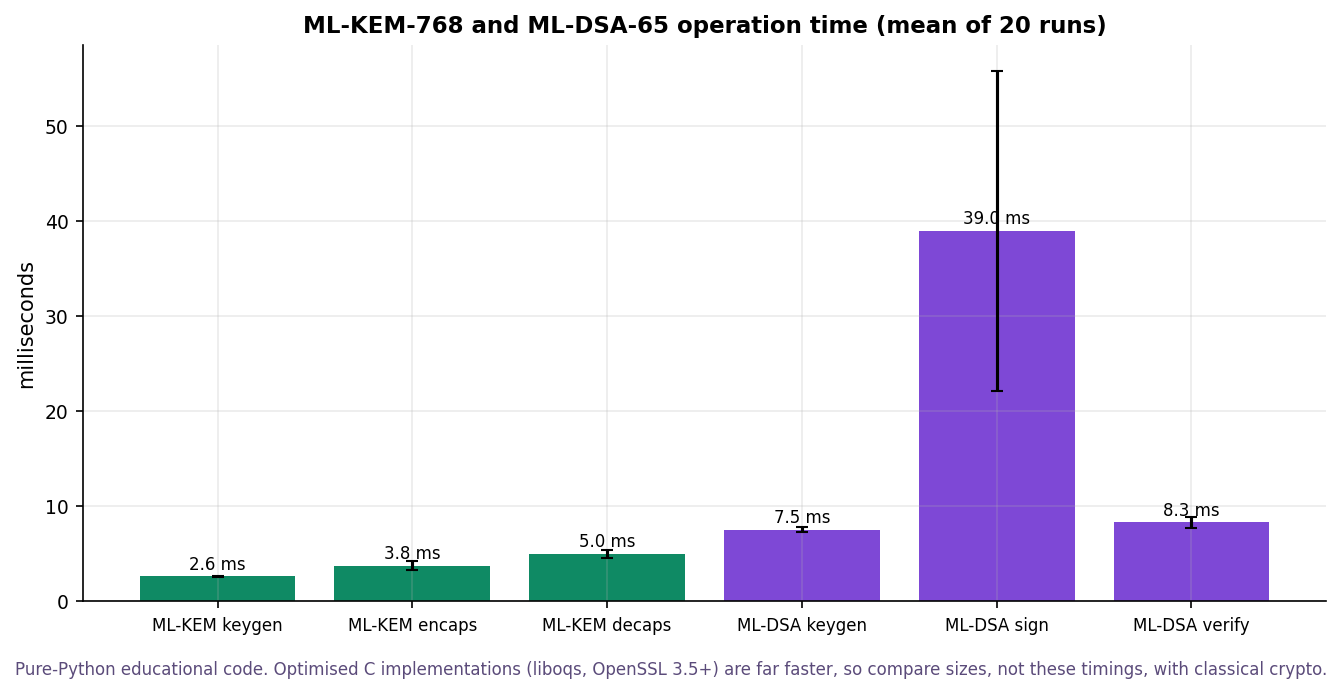 ML-KEM-768 and ML-DSA-65 operation time (mean of 20 runs)
milliseconds
50
40
30
20
10
0
2.6 ms
3.8 ms
5.0 ms
7.5 ms
39.0 ms
8.3 ms
ML-KEM keygen
ML-KEM encaps
ML-KEM decaps
ML-DSA keygen
ML-DSA sign
ML-DSA verify
Pure-Python educational code. Optimised C implementations (liboqs, OpenSSL 3.5+) are far faster, so compare sizes, not these timings, with classical crypto.